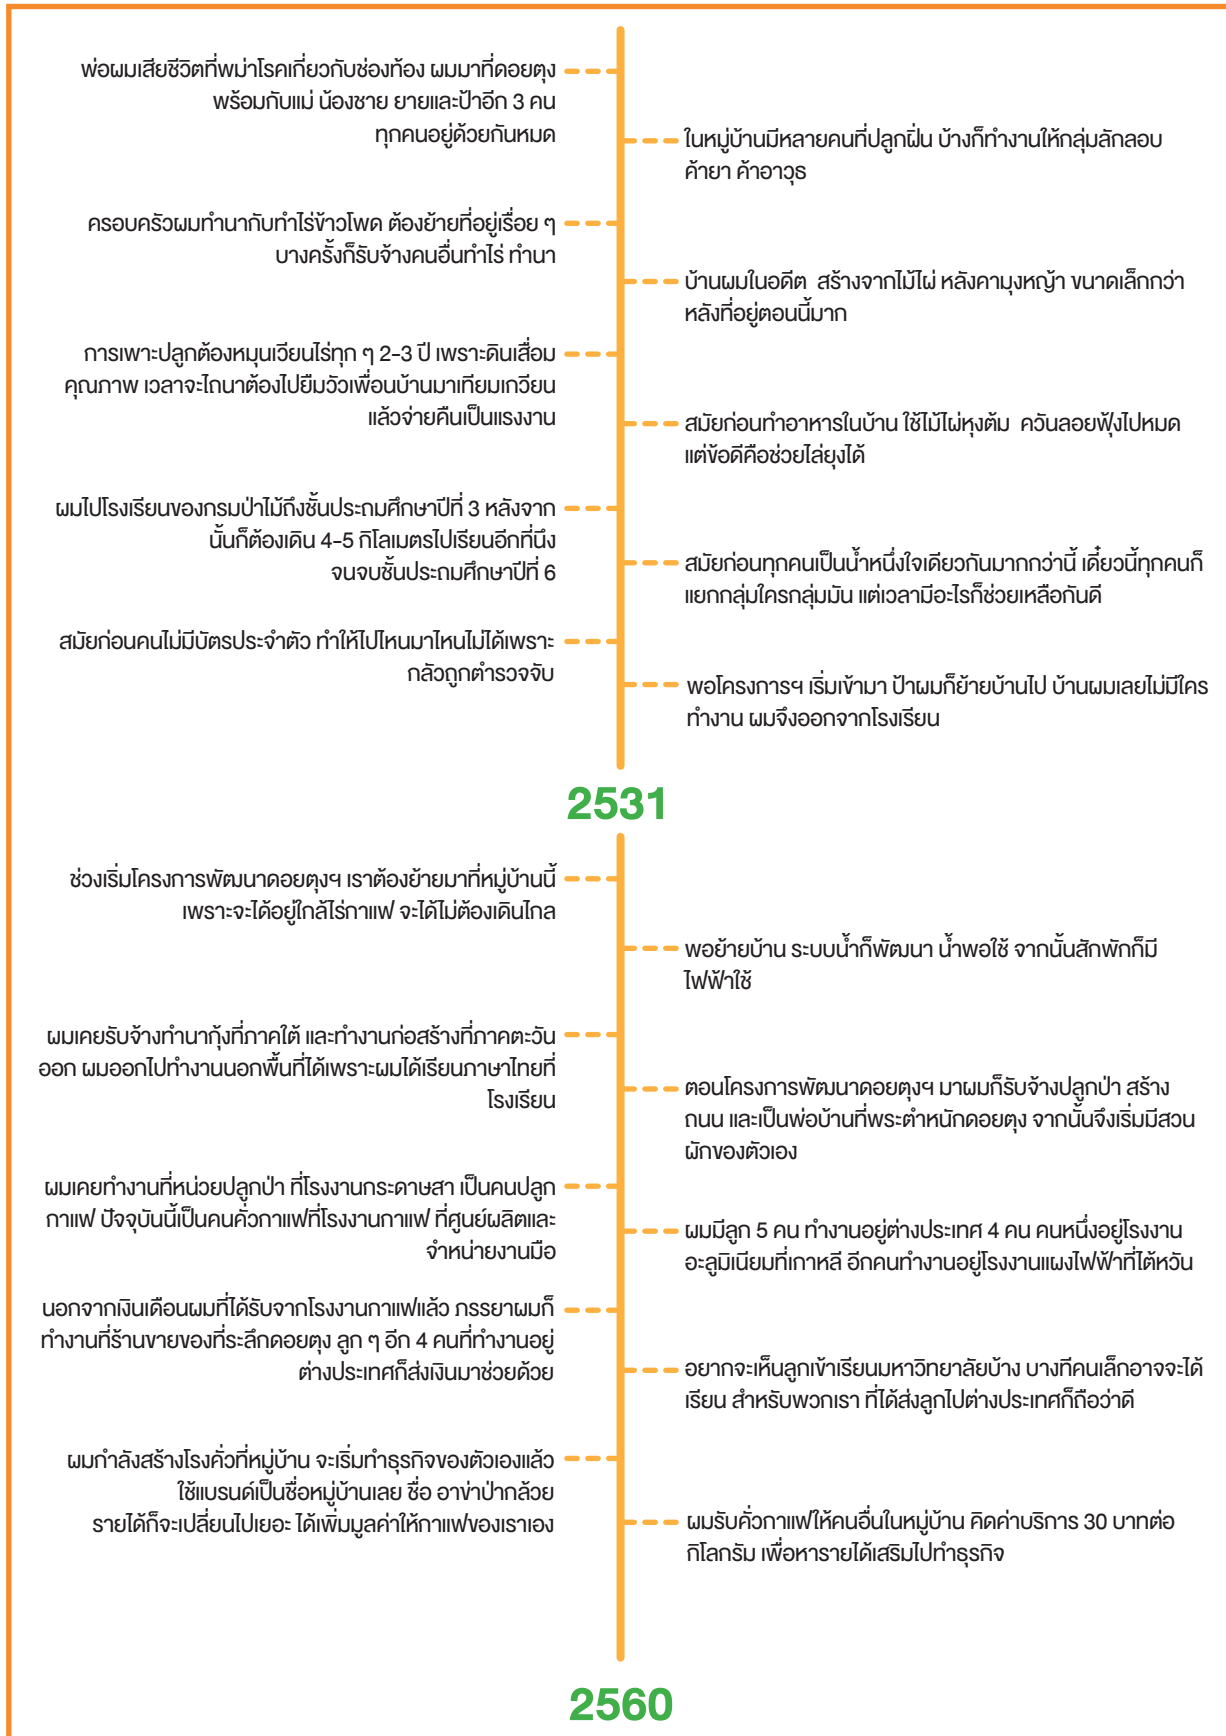 พ่อผมเสียชีวิตที่พม่าโรคเกี่ยวกับช่องท้อง ผมมาที่ดอยตุง
พร้อมกับแม่ น้องชาย ยายและป้าอีก 3 คน
ทุกคนอยู่ด้วยกันหมด
ในหมู่บ้านมีหลายคนที่ปลูกฝิ่น บ้างก็ทำงานให้กลุ่มลักลอบ
ค้ายา ค้าอาวุธ
ครอบครัวผมทำนากับทำไร่ข้าวโพด ต้องย้ายที่อยู่เรื่อย ๆ
บางครั้งก็รับจ้างคนอื่นทำไร่ ทำนา
บ้านผมในอดีต สร้างจากไม้ไผ่ หลังคามุงหญ้า ขนาดเล็กกว่า
หลังที่อยู่ตอนนี้มาก
การเพาะปลูกต้องหมุนเวียนไร่ทุก ๆ 2-3 ปี เพราะดินเสื่อม
คุณภาพ เวลาจะไถนาต้องไปยืมวัวเพื่อนบ้านมาเทียมเกวียน
แล้วจ่ายคืนเป็นแรงงาน
สมัยก่อนทำอาหารในบ้าน ใช้ไม้ไผ่หุงต้ม ควันลอยฟุ้งไปหมด
แต่ข้อดีคือช่วยไล่ยุงได้
ผมไปโรงเรียนของกรมป่าไม้ถึงชั้นประถมศึกษาปีที่ 3 หลังจาก
นั้นก็ต้องเดิน 4-5 กิโลเมตรไปเรียนอีกที่นึง
จนจบชั้นประถมศึกษาปีที่ 6
สมัยก่อนทุกคนเป็นน้ำหนึ่งใจเดียวกันมากกว่านี้ เดี๋ยวนี้ทุกคนก็
แยกกลุ่มใครกลุ่มมัน แต่เวลามีอะไรก็ช่วยเหลือกันดี
สมัยก่อนคนไม่มีบัตรประจำตัว ทำให้ไปไหนมาไหนไม่ได้เพราะ
กลัวถูกตำรวจจับ
พอโครงการฯ เริ่มเข้ามา ป้าผมก็ย้ายบ้านไป บ้านผมเลยไม่มีใคร
ทำงาน ผมจึงออกจากโรงเรียน
2531
ช่วงเริ่มโครงการพัฒนาดอยตุงฯ เราต้องย้ายมาที่หมู่บ้านนี้
เพราะจะได้อยู่ใกล้ไร่กาแฟ จะได้ไม่ต้องเดินไกล
พอย้ายบ้าน ระบบน้ำก็พัฒนา น้ำพอใช้ จากนั้นสักพักก็มี
ไฟฟ้าใช้
ผมเคยรับจ้างทำนากุ้งที่ภาคใต้ และทำงานก่อสร้างที่ภาคตะวัน
ออก ผมออกไปทำงานนอกพื้นที่ได้เพราะผมได้เรียนภาษาไทยที่
โรงเรียน
ตอนโครงการพัฒนาดอยตุงฯ มาผมก็รับจ้างปลูกป่า สร้าง
ถนน และเป็นพ่อบ้านที่พระตำหนักดอยตุง จากนั้นจึงเริ่มมีสวน
ผักของตัวเอง
ผมเคยทำงานที่หน่วยปลูกป่า ที่โรงงานกระดาษสา เป็นคนปลูก
กาแฟ ปัจจุบันนี้เป็นคนคั่วกาแฟที่โรงงานกาแฟ ที่ศูนย์ผลิตและ
จำหน่ายงานมือ
ผมมีลูก 5 คน ทำงานอยู่ต่างประเทศ 4 คน คนหนึ่งอยู่โรงงาน
อะลูมิเนียมที่เกาหลี อีกคนทำงานอยู่โรงงานแผงไฟฟ้าที่ไต้หวัน
นอกจากเงินเดือนผมที่ได้รับจากโรงงานกาแฟแล้ว ภรรยาผมก็
ทำงานที่ร้านขายของที่ระลึกดอยตุง ลูก ๆ อีก 4 คนที่ทำงานอยู่
ต่างประเทศก็ส่งเงินมาช่วยด้วย
อยากจะเห็นลูกเข้าเรียนมหาวิทยาลัยบ้าง บางทีคนเล็กอาจจะได้
เรียน สำหรับพวกเรา ที่ได้ส่งลูกไปต่างประเทศก็ถือว่าดี
ผมกำลังสร้างโรงคั่วที่หมู่บ้าน จะเริ่มทำธุรกิจของตัวเองแล้ว
ใช้แบรนด์เป็นชื่อหมู่บ้านเลย ชื่อ อาข่าป่ากล้วย
รายได้ก็จะเปลี่ยนไปเยอะ ได้เพิ่มมูลค่าให้กาแฟของเราเอง
ผมรับคั่วกาแฟให้คนอื่นในหมู่บ้าน คิดค่าบริการ 30 บาทต่อ
กิโลกรัม เพื่อหารายได้เสริมไปทำธุรกิจ
2560